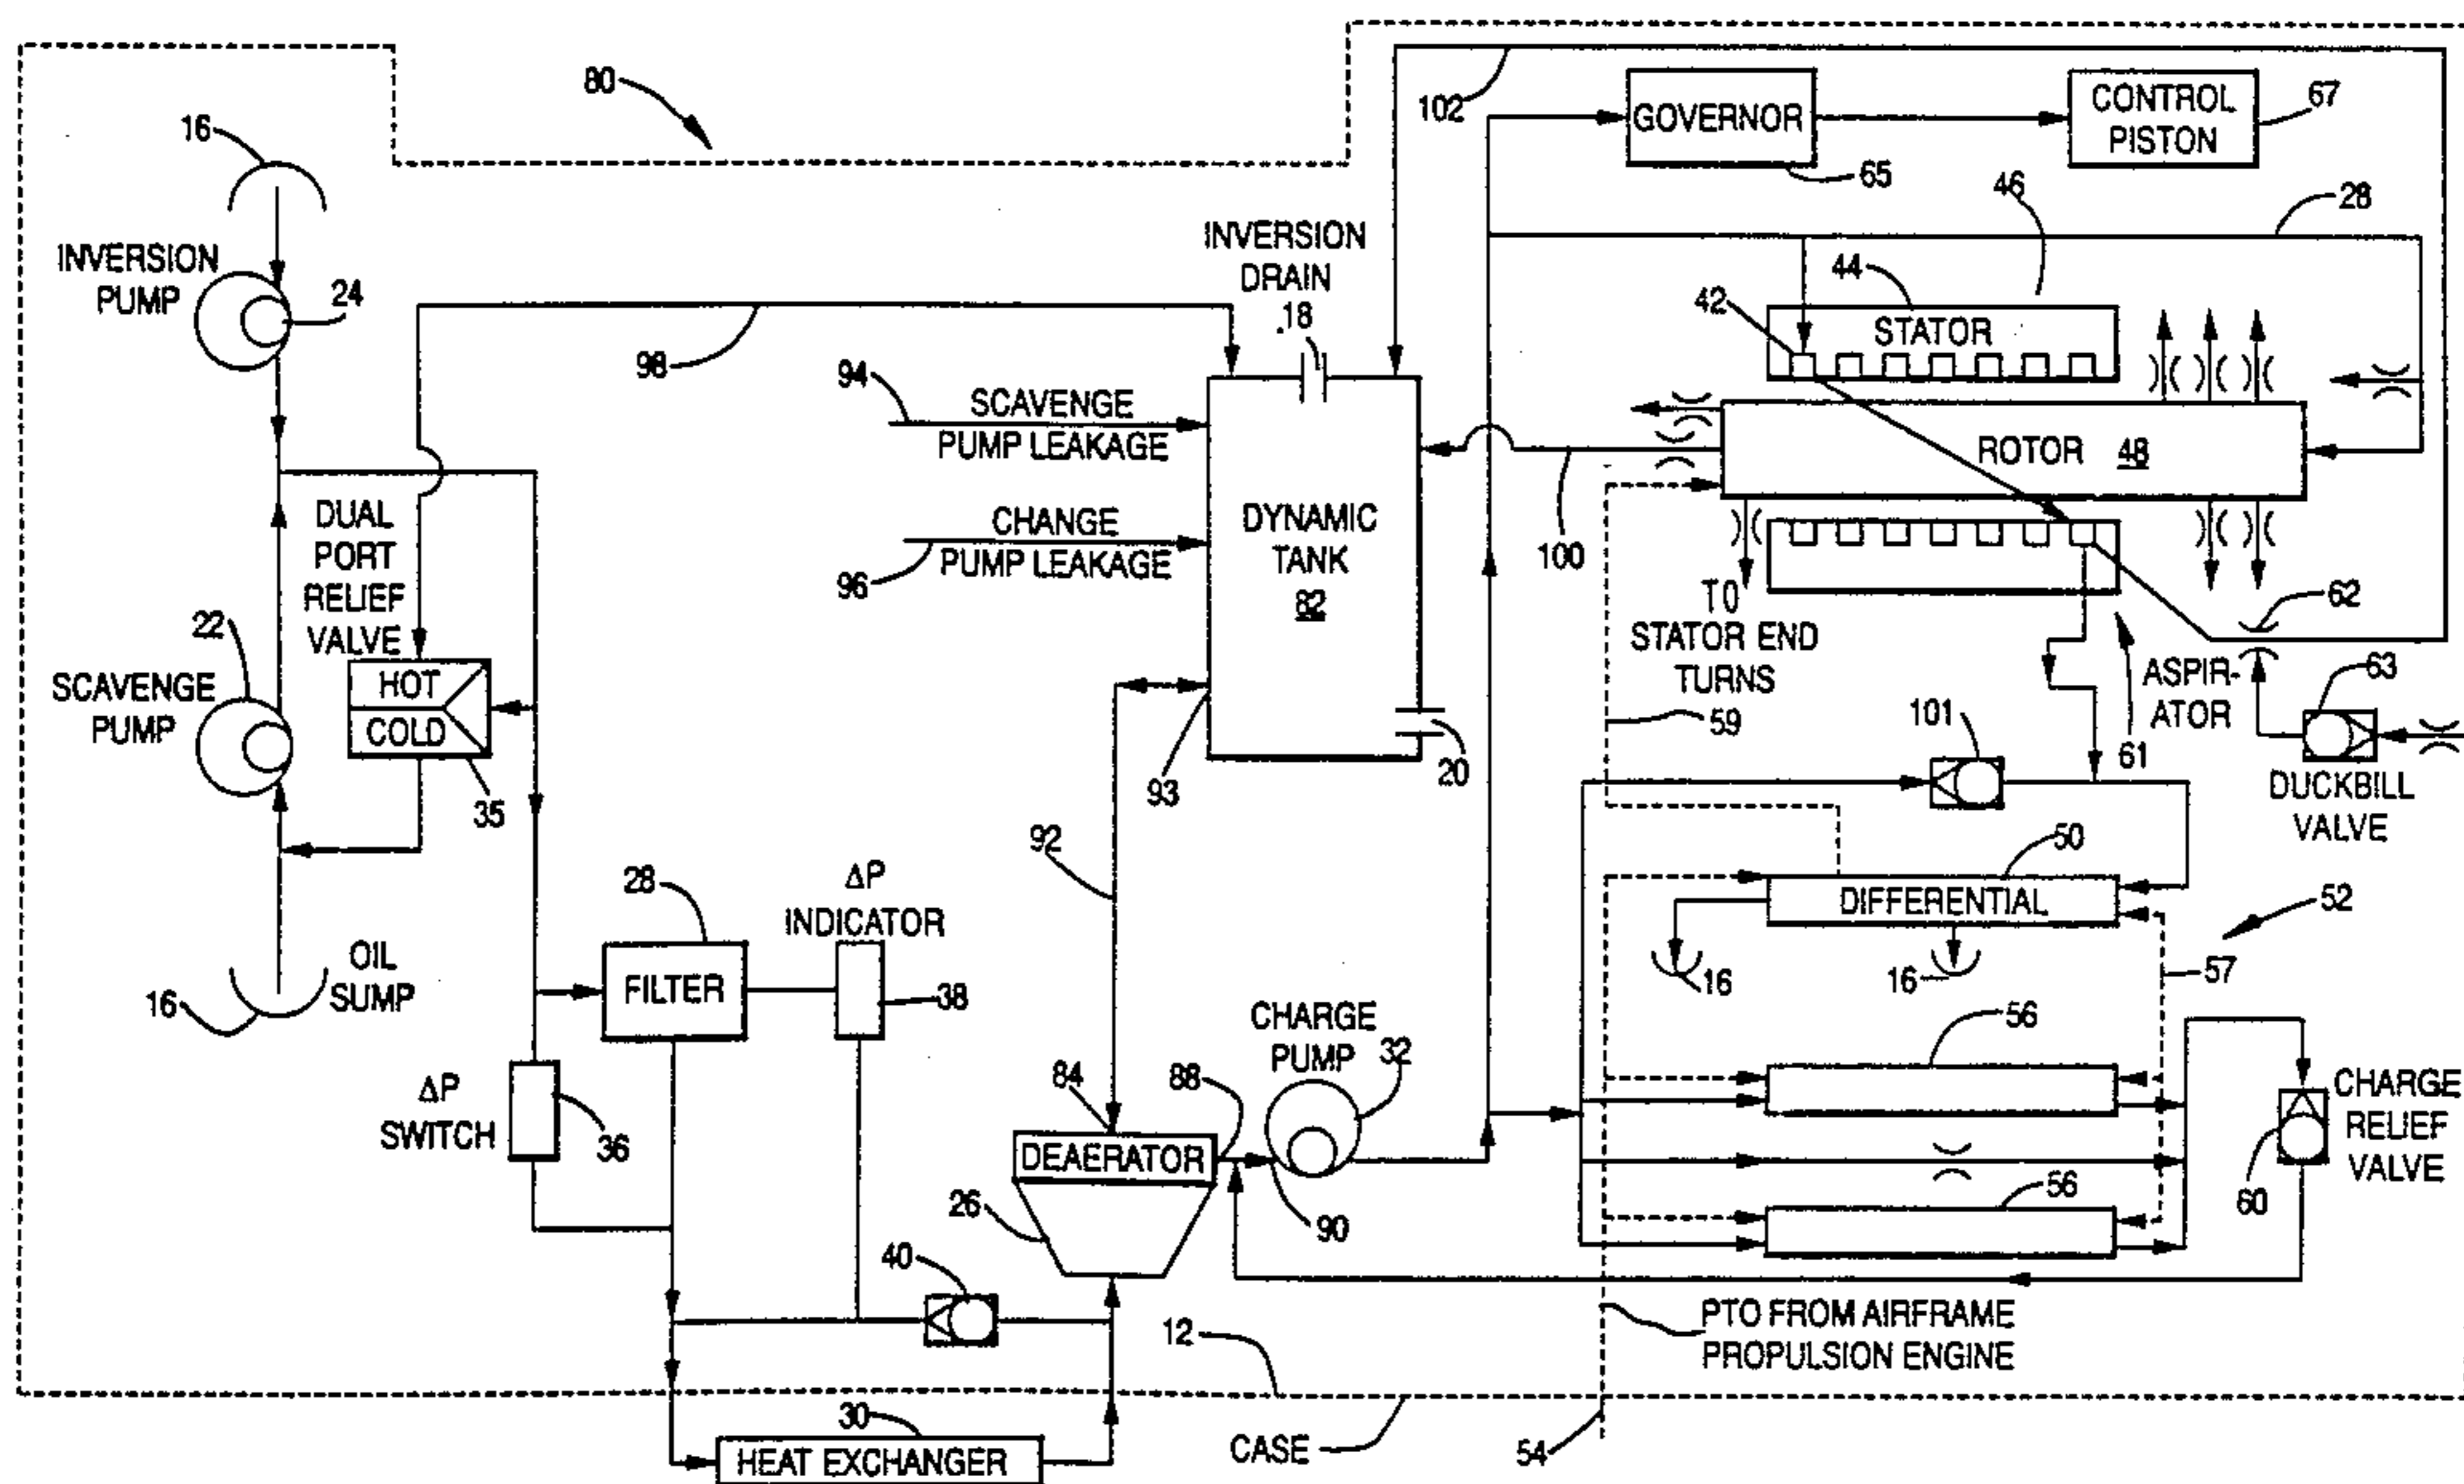 80
102
GOVERNOR
65
CONTROL
PISTON
67
16
INVERSION
PUMP
24
INVERSION
DRAIN
18
46
28
44
42
STATOR
98
94
SCAVENGE
PUMP LEAKAGE
ROTOR 48
DUAL
PORT
RELIEF
VALVE
CHANGE
PUMP LEAKAGE
96
DYNAMIC
TANK
82
100
22
SCAVENGE
PUMP
HOT
COLD
35
TO
STATOR END
TURNS
62
ASPIR-
ATOR
63
61
59
101
93
20
DUCKBILL
VALVE
92
50
DIFFERENTIAL
52
57
16
16
OIL
SUMP
16
28
FILTER
ΔP
INDICATOR
38
CHARGE
PUMP
32
56
ΔP
SWITCH
36
84
88
DEAERATOR
90
26
CHARGE
RELIEF
VALVE
60
56
40
12
PTO FROM AIRFRAME
PROPULSION ENGINE
30
HEAT EXCHANGER
CASE
54